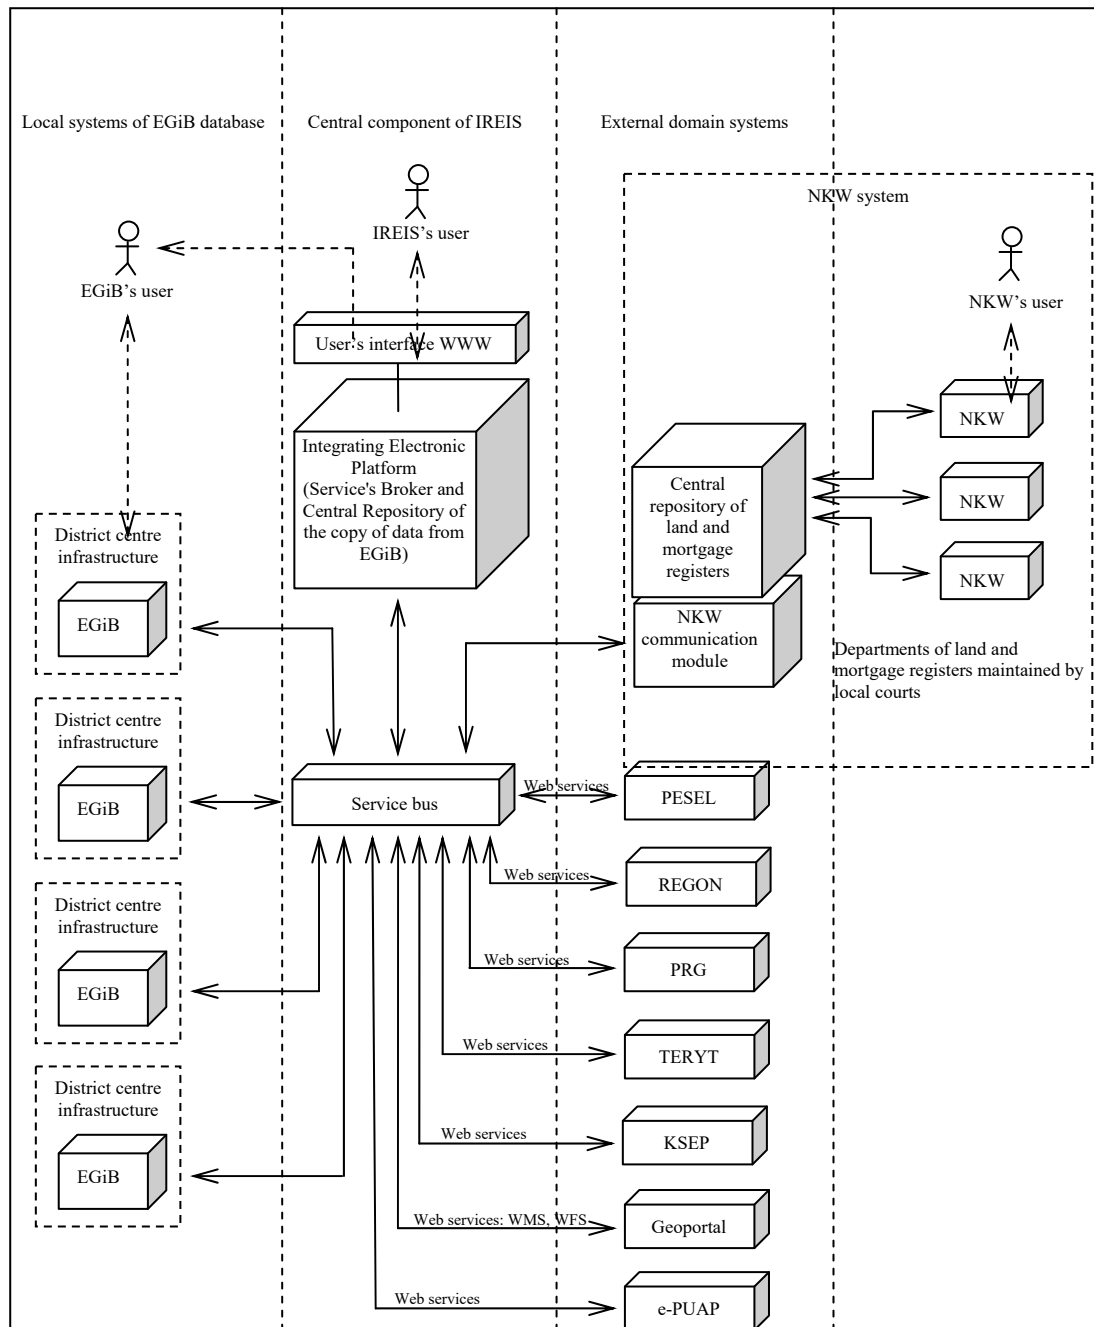 Local systems of EGiB database
Central component of IREIS
External domain systems
NKW system
IREIS's user
EGiB's user
NKW's user
User's interface WWW
Integrating Electronic
Platform
(Service's Broker and
Central Repository of
the copy of data from
EGiB)
Central
repository of
land and
mortgage
registers
NKW
NKW
NKW
NKW
communication
module
Departments of land and
mortgage registers maintained by
local courts
District centre
infrastructure
EGiB
District centre
infrastructure
EGiB
District centre
infrastructure
EGiB
District centre
infrastructure
EGiB
Service bus
Web services
PESEL
Web services
REGON
Web services
PRG
Web services
TERYT
Web services
KSEP
Web services: WMS, WFS
Geoportal
Web services
e-PUAP